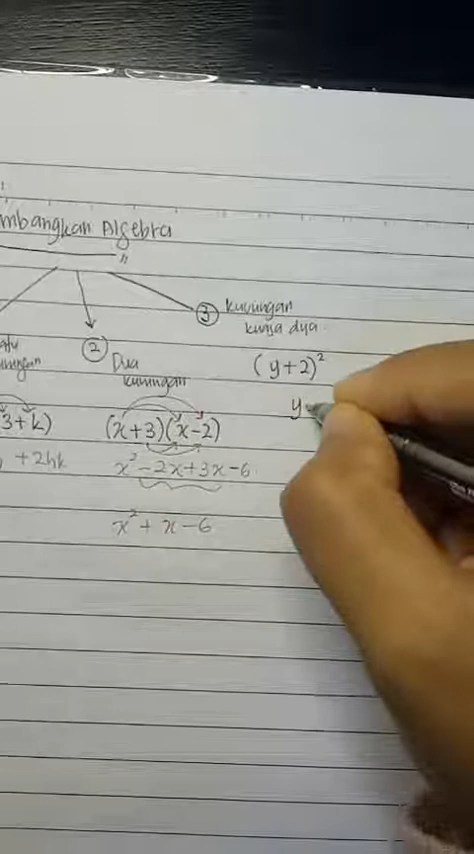 mbangkan Algebra
③ kurungan
kuasa dua
② Dua
kurungan
(y+2)²
y
3+k)
(x+3)(x-2)
+2hk
x²-2x+3x-6
x²+x-6